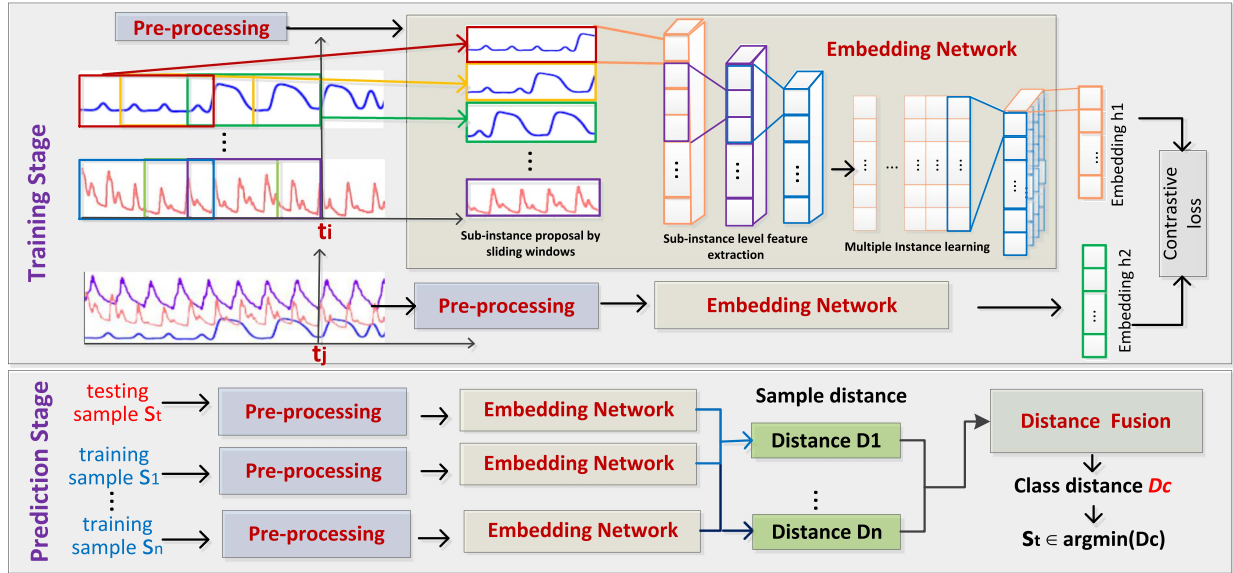 Training Stage
Pre-processing
Embedding Network
ti
Sub-instance proposal by
sliding windows
Sub-instance level feature
extraction
Multiple Instance learning
Embedding h1
Contrastive
loss
tj
Pre-processing
Embedding Network
Embedding h2
Prediction Stage
testing
sample St
Pre-processing
Embedding Network
training
sample S1
Pre-processing
Embedding Network
training
sample Sn
Pre-processing
Embedding Network
Sample distance
Distance D1
Distance Dn
Distance Fusion
Class distance Dc
St ∈ argmin(Dc)